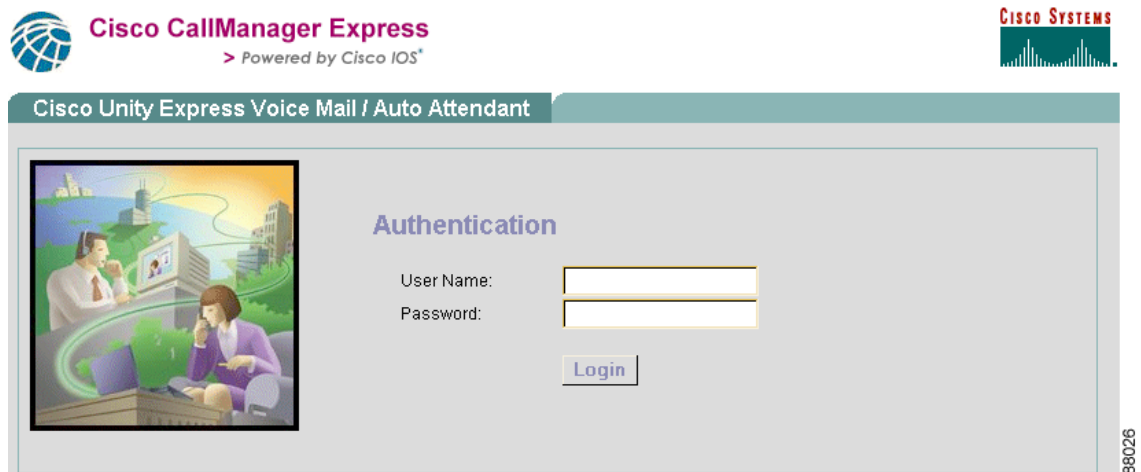 Cisco CallManager Express
> Powered by Cisco IOS®
CISCO SYSTEMS
Cisco Unity Express Voice Mail / Auto Attendant
Authentication
User Name:
Password:
Login
88026